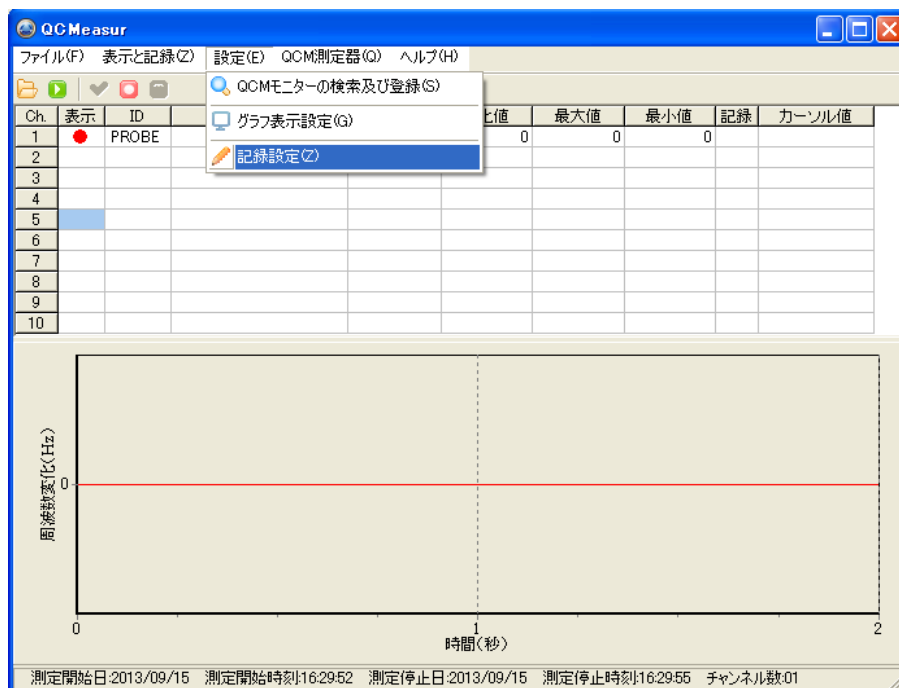 QCMeasur
ファイル(F) 表示と記録(Z) 設定(E) QCM測定器(Q) ヘルプ(H)
QCMモニターの検索及び登録(S)
グラフ表示設定(G)
記録設定(Z)
Ch. 表示 ID 化値 最大値 最小値 記録 カーソル値
1 PROBE 0 0 0
2
3
4
5
6
7
8
9
10
周波数変化(Hz)
0
0 1 2
時間(秒)
測定開始日:2013/09/15 測定開始時刻:16:29:52 測定停止日:2013/09/15 測定停止時刻:16:29:55 チャンネル数:01